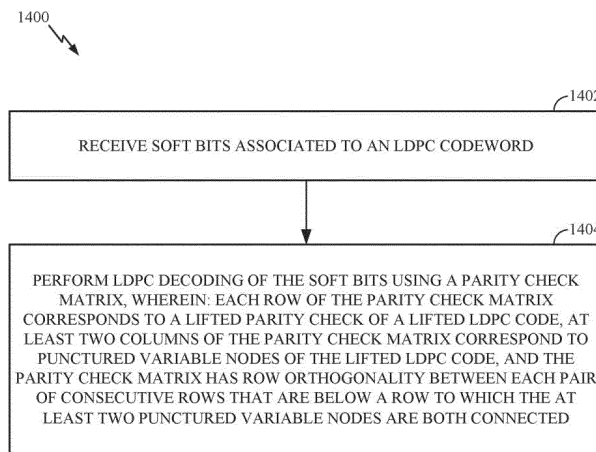 1400
1402
RECEIVE SOFT BITS ASSOCIATED TO AN LDPC CODEWORD
1404
PERFORM LDPC DECODING OF THE SOFT BITS USING A PARITY CHECK
MATRIX, WHEREIN: EACH ROW OF THE PARITY CHECK MATRIX
CORRESPONDS TO A LIFTED PARITY CHECK OF A LIFTED LDPC CODE, AT
LEAST TWO COLUMNS OF THE PARITY CHECK MATRIX CORRESPOND TO
PUNCTURED VARIABLE NODES OF THE LIFTED LDPC CODE, AND THE
PARITY CHECK MATRIX HAS ROW ORTHOGONALITY BETWEEN EACH PAIR
OF CONSECUTIVE ROWS THAT ARE BELOW A ROW TO WHICH THE AT
LEAST TWO PUNCTURED VARIABLE NODES ARE BOTH CONNECTED